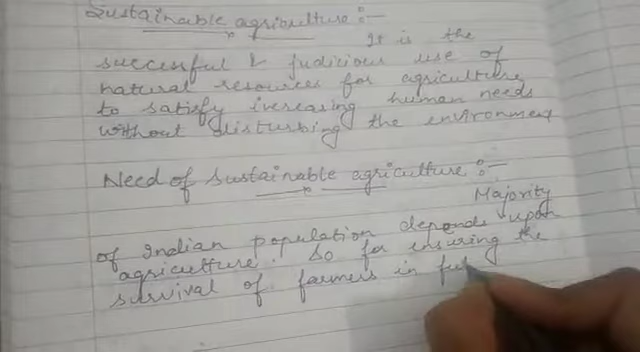 Sustainable agriculture :-
It is the
successful & judicious use of
natural resources for agriculture
to satisfy increasing human needs
without disturbing the environment
Need of sustainable agriculture :-
Majority
of Indian population depends upon
agriculture. So for ensuring the
survival of farmers in fut